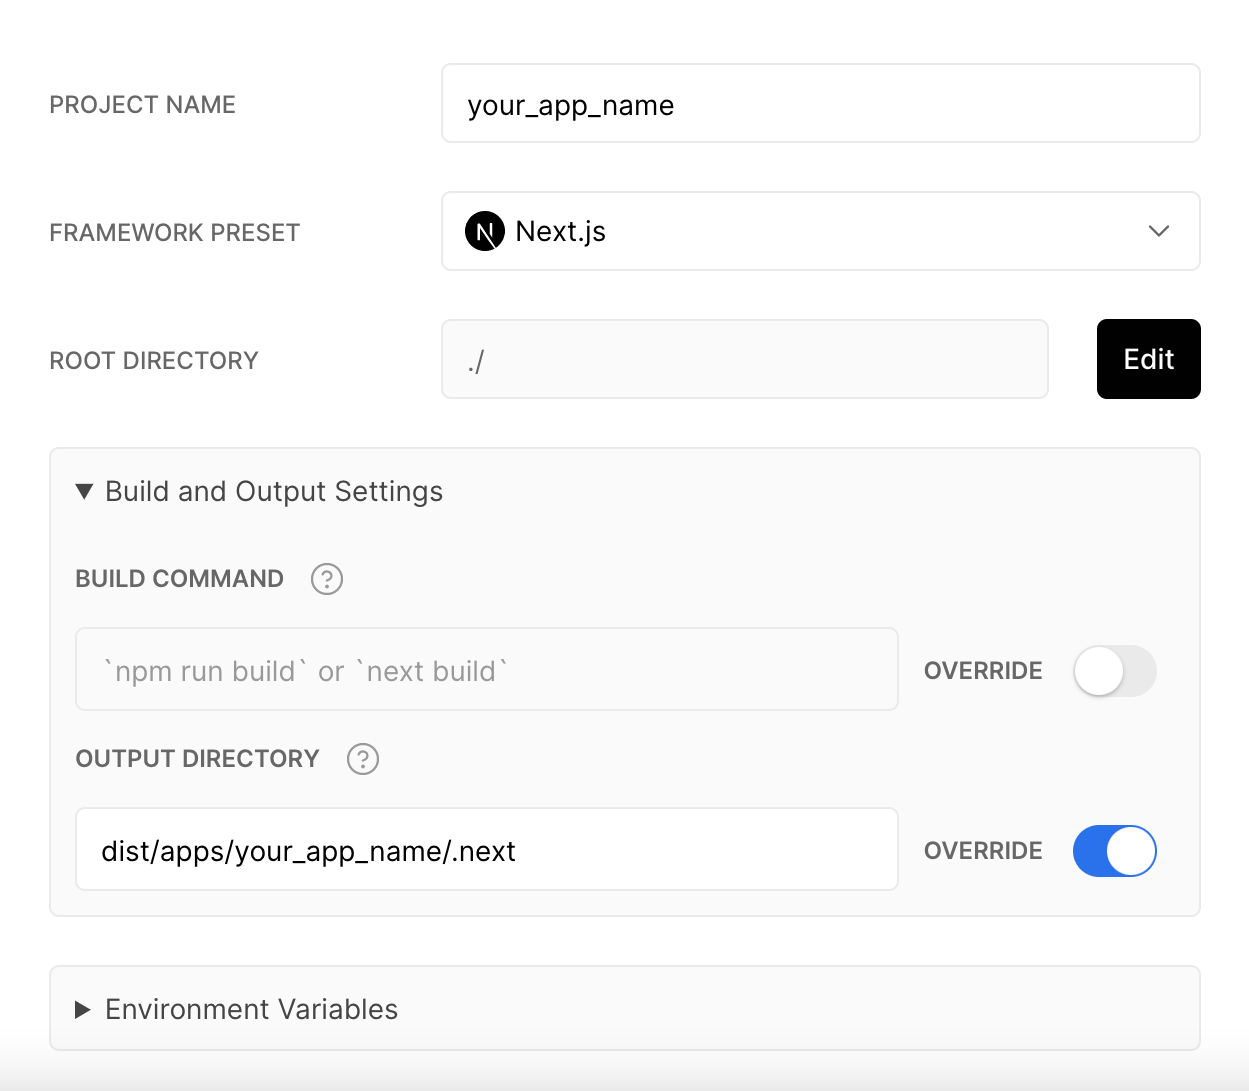 PROJECT NAME
your_app_name
FRAMEWORK PRESET
N Next.js
ROOT DIRECTORY
./
Edit
▼ Build and Output Settings
BUILD COMMAND ?
`npm run build` or `next build`
OVERRIDE
OUTPUT DIRECTORY ?
dist/apps/your_app_name/.next
OVERRIDE
▶ Environment Variables